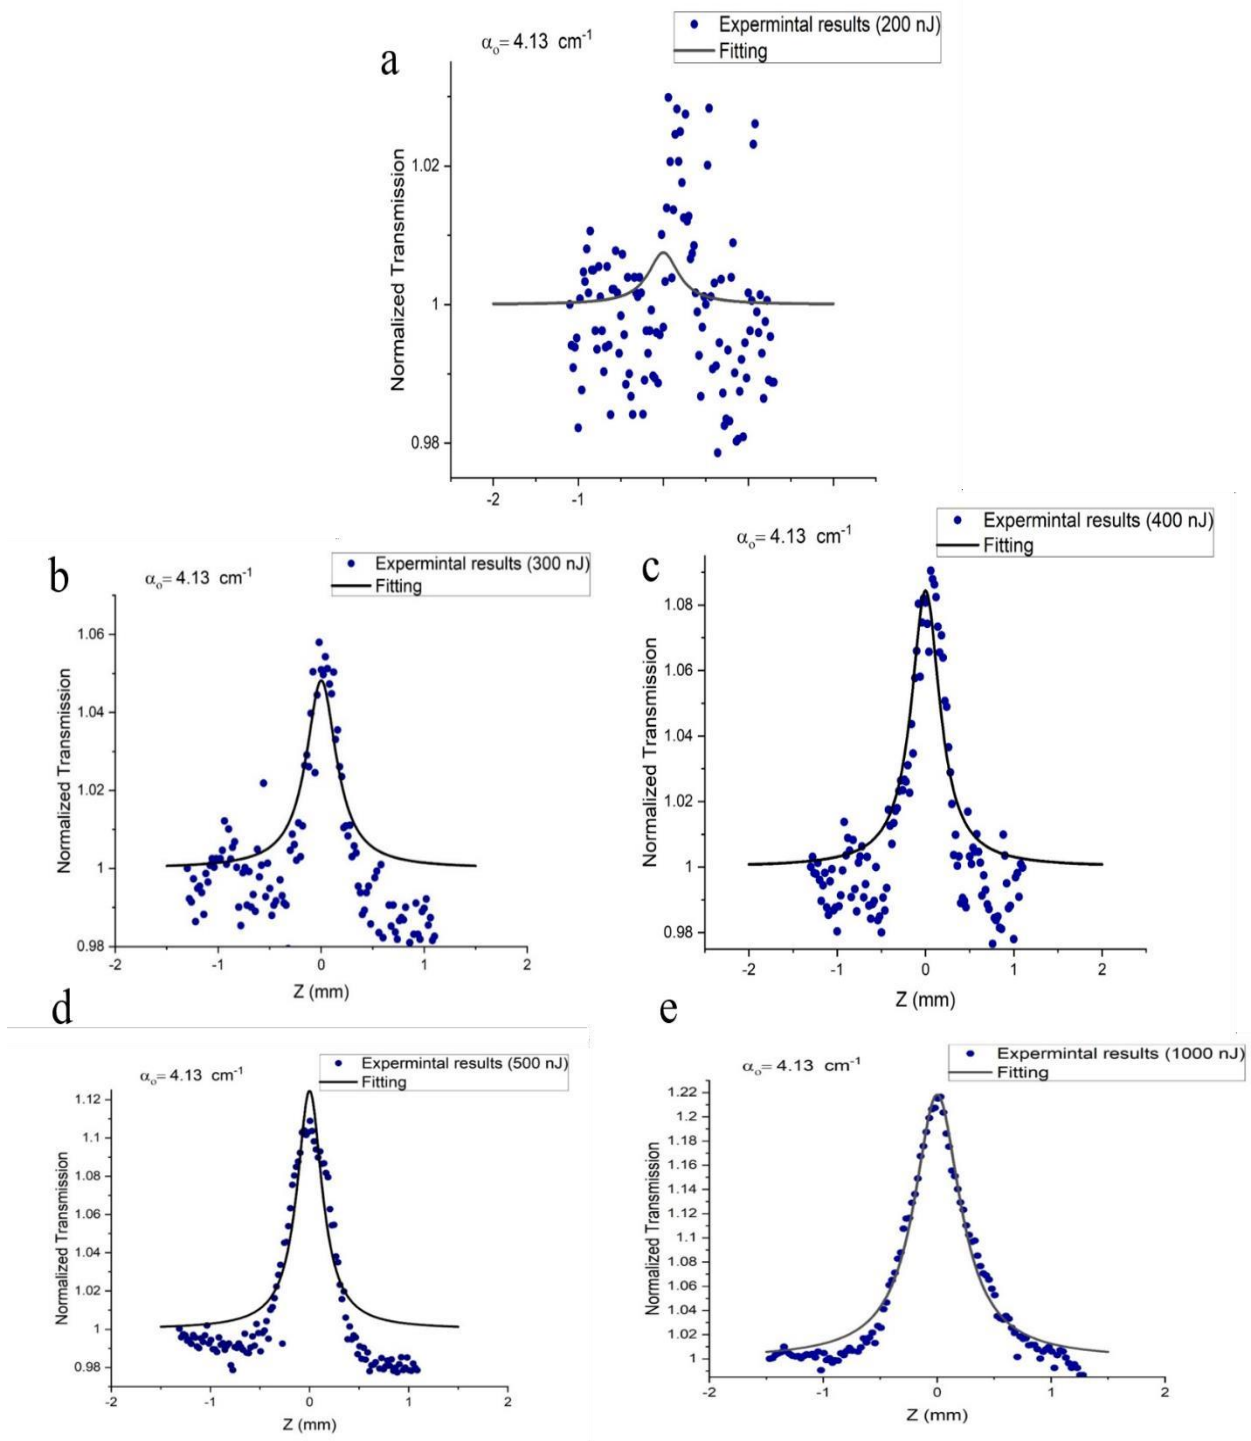 Expermintal results (200 nJ)
Fitting
αₒ= 4.13 cm⁻¹
a
Normalized Transmission
1.02
1
0.98
-2 -1
Expermintal results (400 nJ)
Fitting
αₒ= 4.13 cm⁻¹
c
Normalized Transmission
1.08
1.06
1.04
1.02
1
0.98
-2 -1 0 1 2
Z (mm)
Expermintal results (300 nJ)
Fitting
αₒ= 4.13 cm⁻¹
b
Normalized Transmission
1.06
1.04
1.02
1
0.98
-2 -1 0 1 2
Z (mm)
d
Expermintal results (500 nJ)
Fitting
αₒ= 4.13 cm⁻¹
Normalized Transmission
1.12
1.1
1.08
1.06
1.04
1.02
1
0.98
-2 -1 0 1 2
Z (mm)
e
Expermintal results (1000 nJ)
Fitting
αₒ= 4.13 cm⁻¹
Normalized Transmission
1.22
1.2
1.18
1.16
1.14
1.12
1.1
1.08
1.06
1.04
1.02
1
-2 -1 0 1 2
Z (mm)